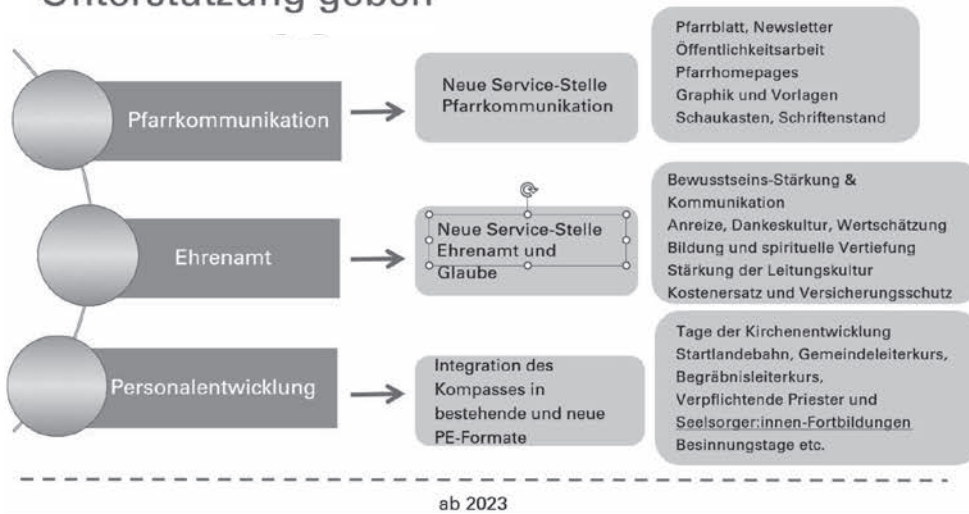 Unterstützung geben
Pfarrkommunikation
Neue Service-Stelle
Pfarrkommunikation
Pfarrblatt, Newsletter
Öffentlichkeitsarbeit
Pfarrhomepages
Graphik und Vorlagen
Schaukasten, Schriftenstand
Ehrenamt
Neue Service-Stelle
Ehrenamt und
Glaube
Bewusstseins-Stärkung &
Kommunikation
Anreize, Dankeskultur, Wertschätzung
Bildung und spirituelle Vertiefung
Stärkung der Leitungskultur
Kostenersatz und Versicherungsschutz
Personalentwicklung
Integration des
Kompasses in
bestehende und neue
PE-Formate
Tage der Kirchenentwicklung
Startlandebahn, Gemeindeleiterkurs,
Begräbnisleiterkurs,
Verpflichtende Priester und
Seelsorger:innen-Fortbildungen
Besinnungstage etc.
ab 2023